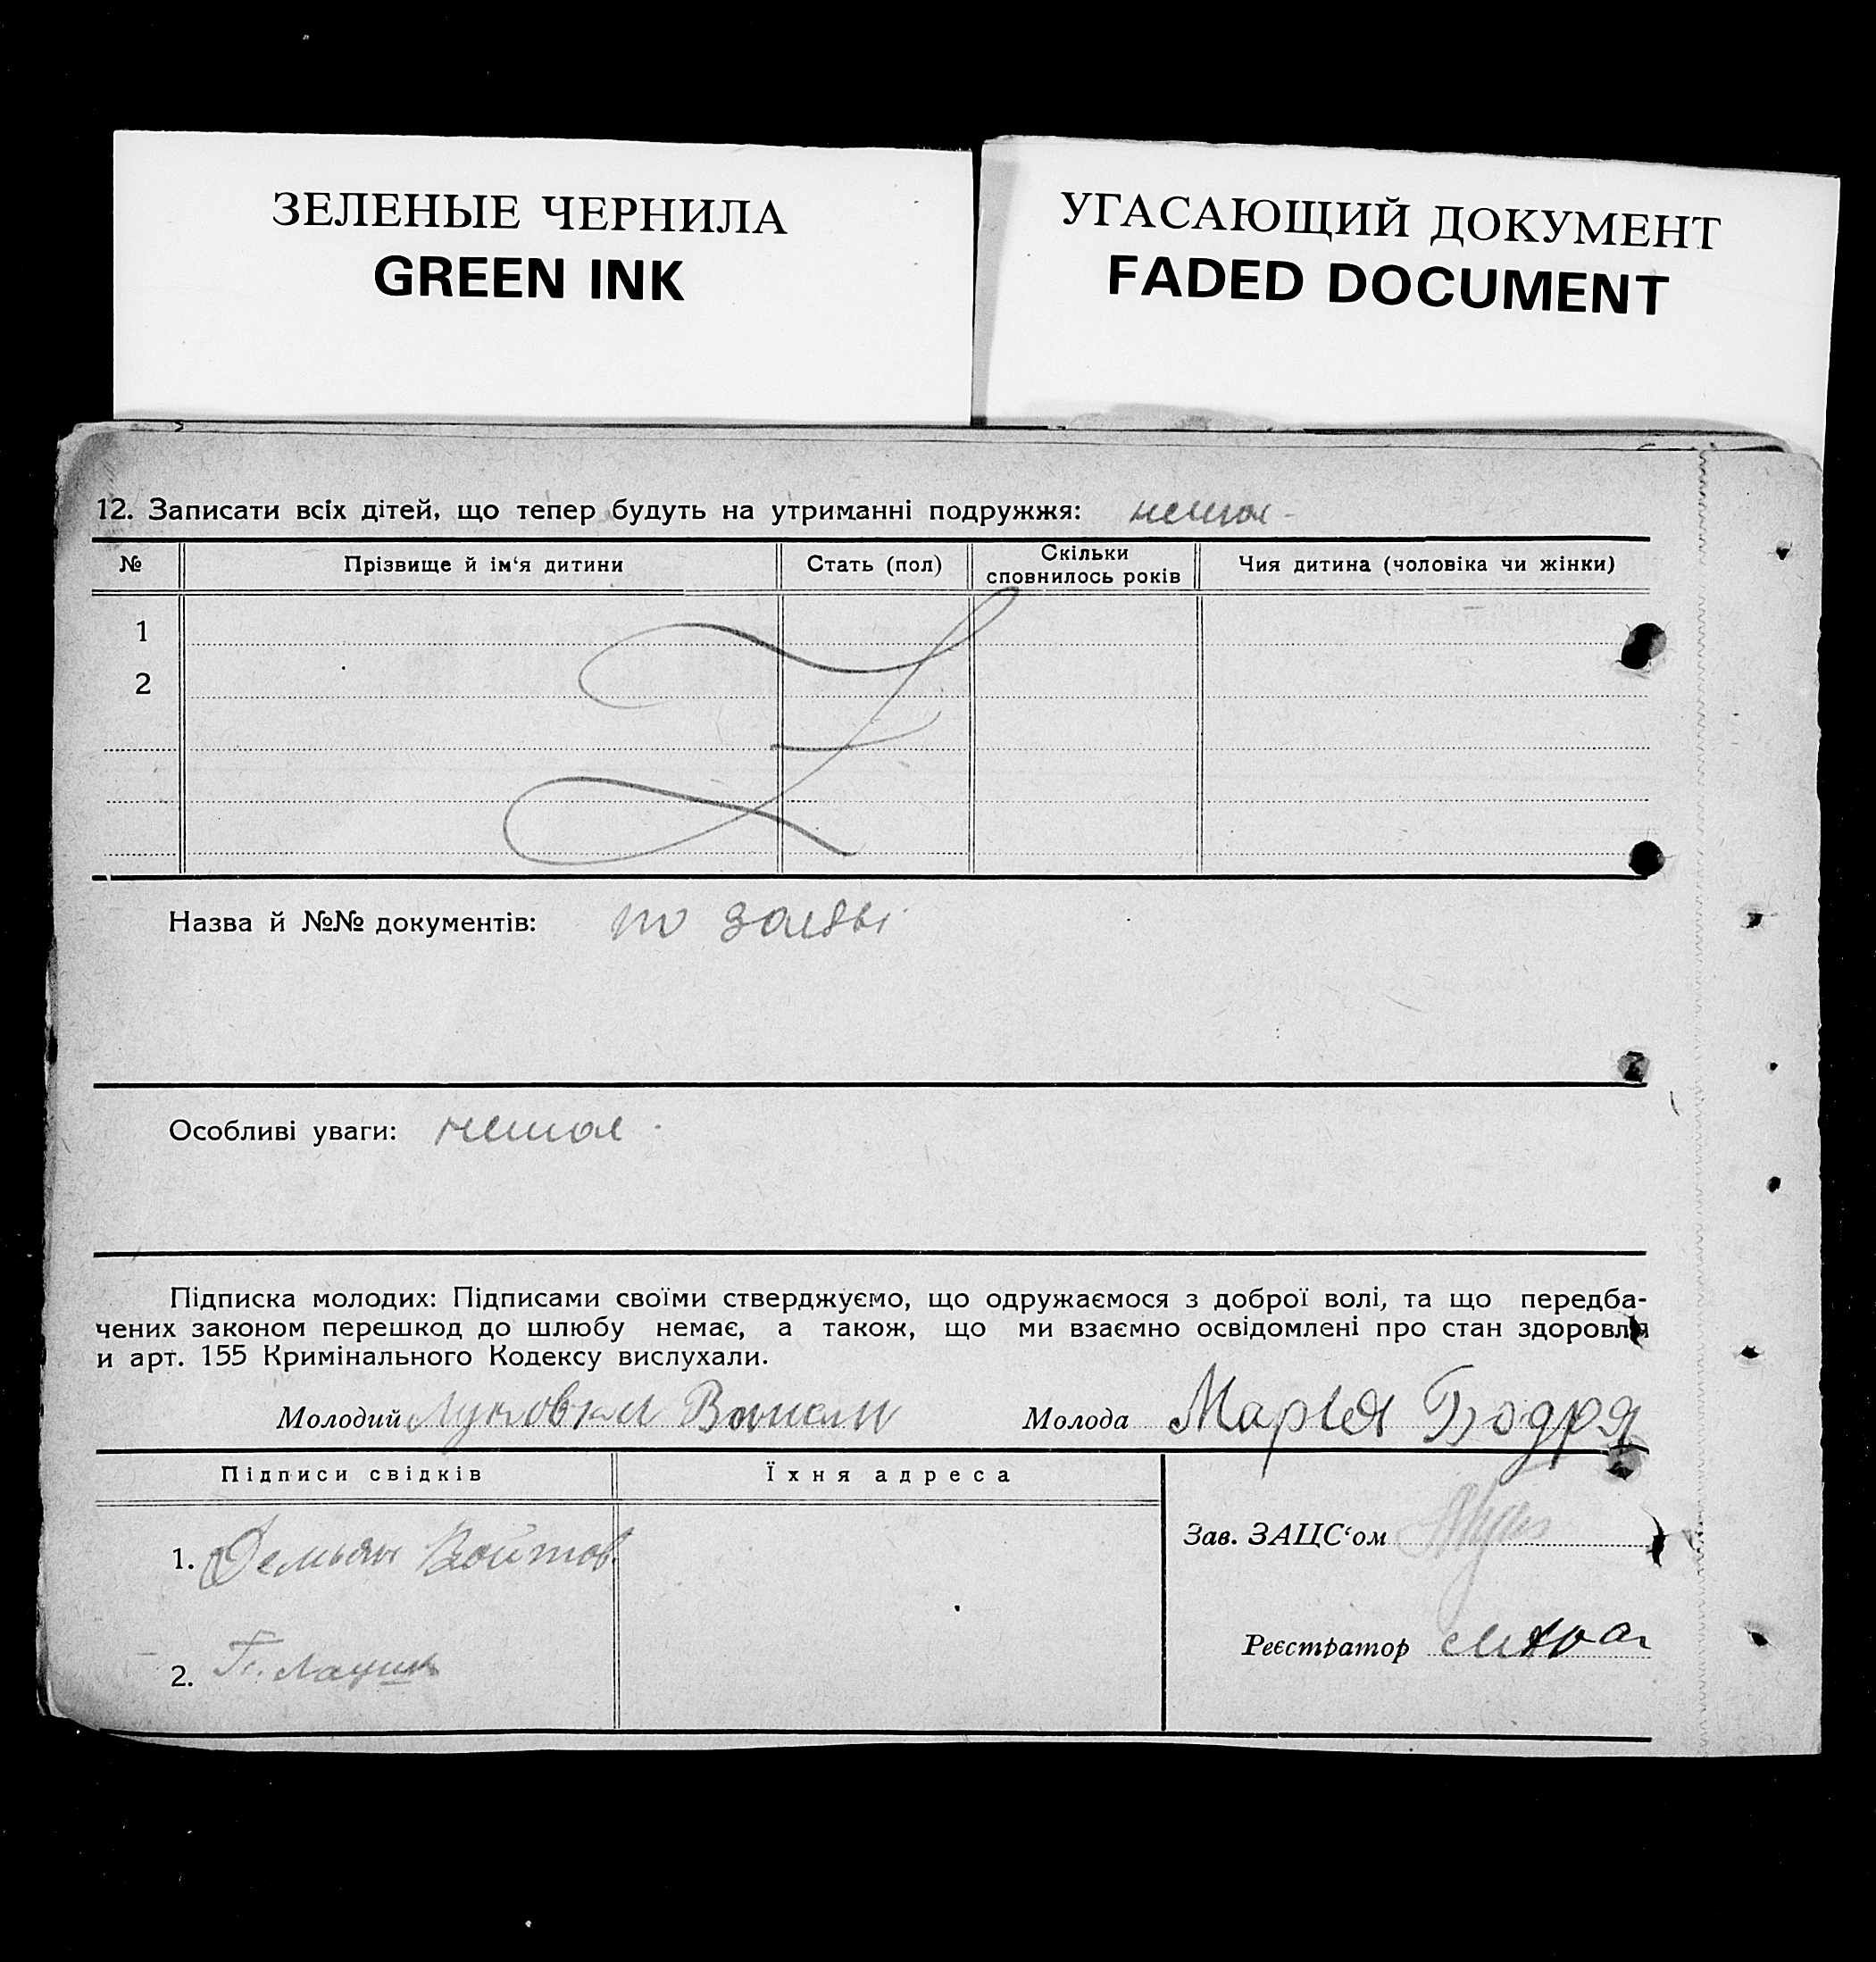 ЗЕЛЕНЫЕ ЧЕРНИЛА
GREEN INK
УГАСАЮЩИЙ ДОКУМЕНТ
FADED DOCUMENT
12. Записати всіх дітей, що тепер будуть на утриманні подружжя: немає
№ Прізвище й ім‘я дитини Стать (пол) Скільки сповнилось років Чия дитина (чоловіка чи жінки)
1
2
Назва й №№ документів: по заяві
Особливі уваги: немає
Підписка молодих: Підписами своїми стверджуємо, що одружаємося з доброї волі, та що передба-
чених законом перешкод до шлюбу немає, а також, що ми взаємно освідомлені про стан здоровля
и арт. 155 Кримінального Кодексу вислухали.
Молодий Молода Марія Бодря
Підписи свідків Їхня адреса
Зав. ЗАЦС‘ом
1. Демьян Войтов
Реєстратор
2.